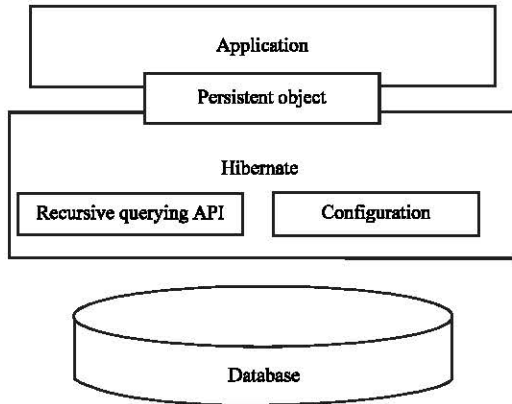 Application
Persistent object
Hibernate
Recursive querying API
Configuration
Database